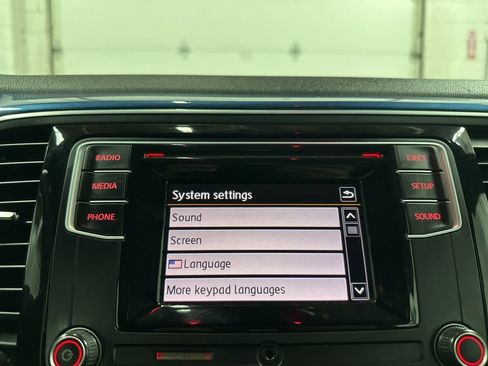 RADIO
EJECT
MEDIA
SETUP
PHONE
SOUND
System settings
Sound
Screen
Language
More keypad languages